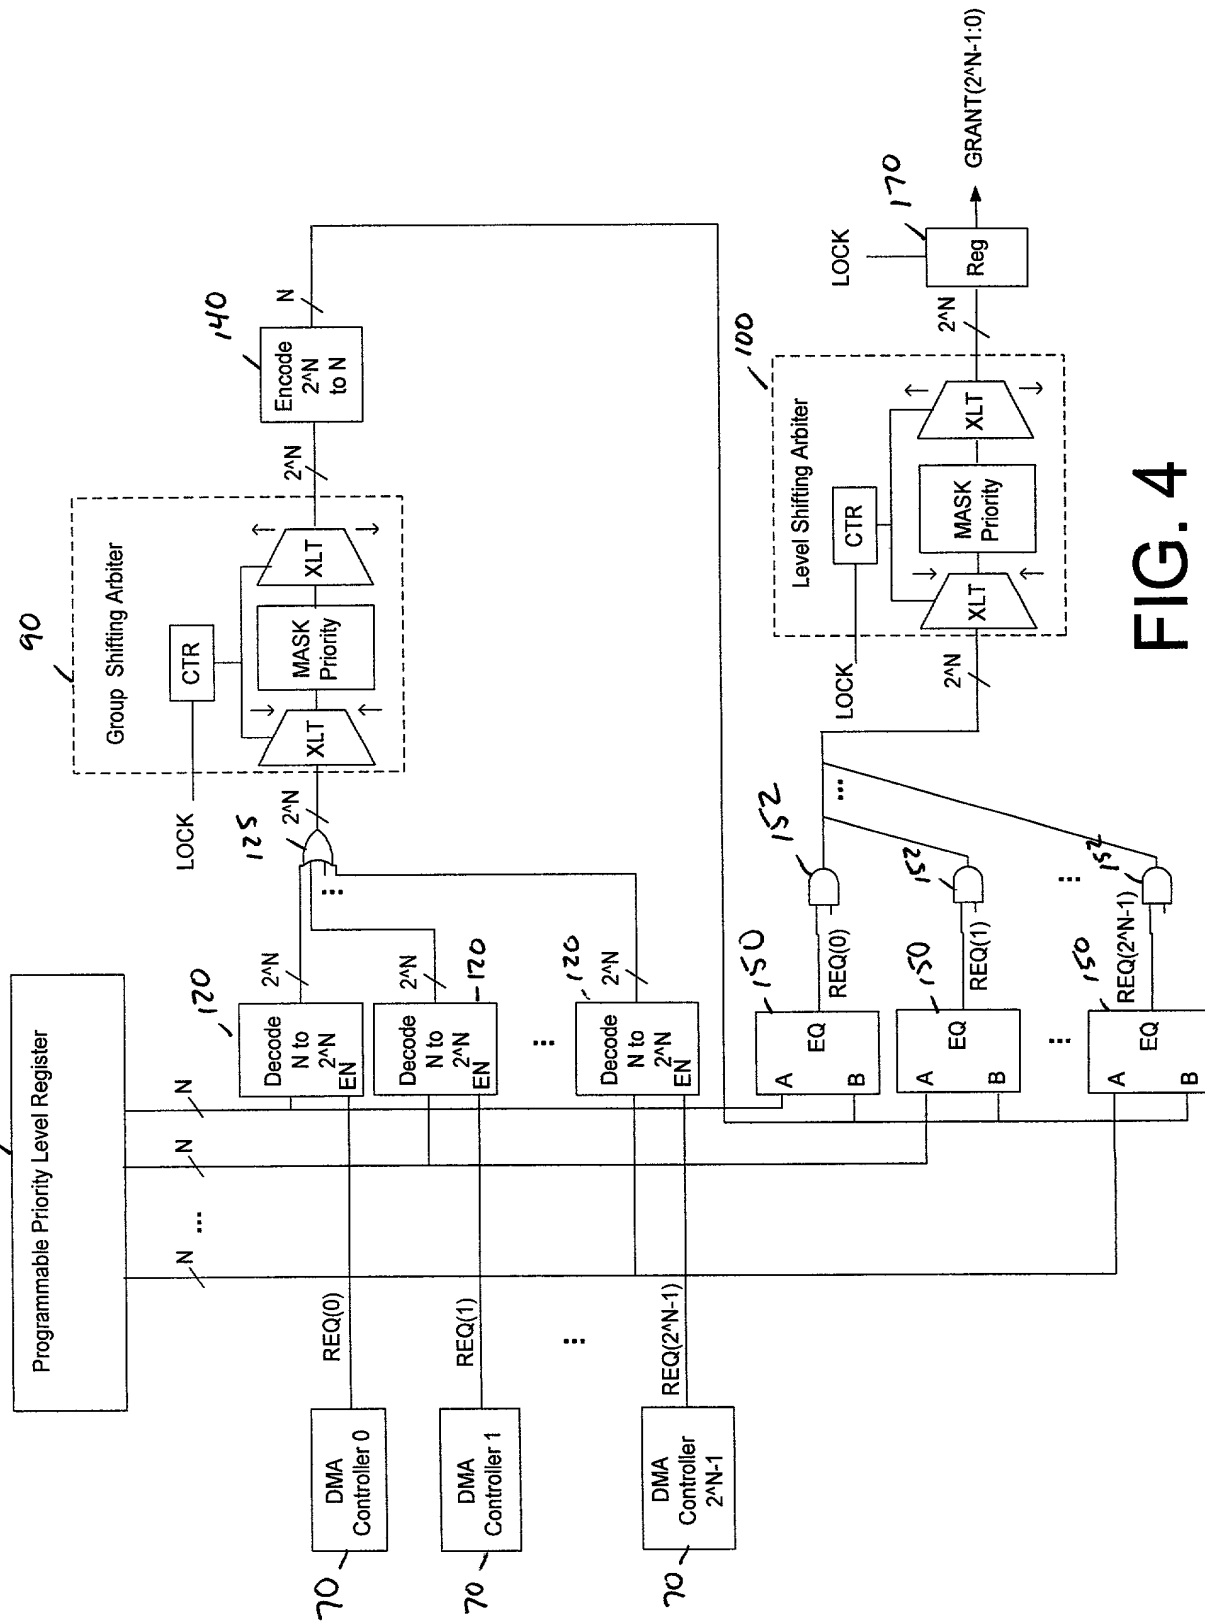 Programmable Priority Level Register
N
N
...
N
70
DMA
Controller 0
REQ(0)
70
DMA
Controller 1
REQ(1)
...
70
DMA
Controller
2^N-1
REQ(2^N-1)
120
Decode
N to
2^N
EN
2^N
120
Decode
N to
2^N
EN
2^N
...
120
Decode
N to
2^N
EN
2^N
...
125
2^N
90
Group Shifting Arbiter
LOCK
CTR
XLT
MASK
Priority
XLT
2^N
140
Encode
2^N
to N
N
150
A
B
EQ
REQ(0)
152
150
A
B
EQ
REQ(1)
152
...
...
...
150
A
B
EQ
REQ(2^N-1)
152
2^N
100
Level Shifting Arbiter
LOCK
CTR
XLT
MASK
Priority
XLT
2^N
LOCK
170
Reg
GRANT(2^N-1:0)
FIG. 4